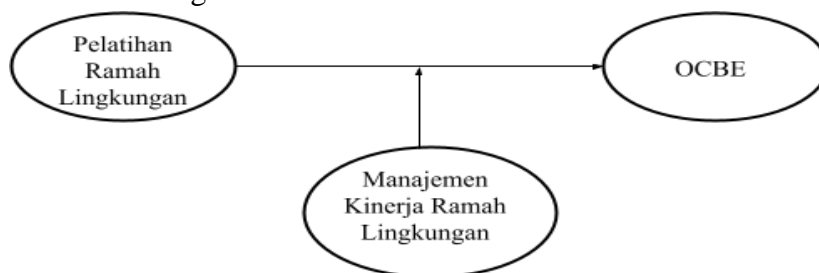 Pelatihan
Ramah
Lingkungan
OCBE
Manajemen
Kinerja Ramah
Lingkungan